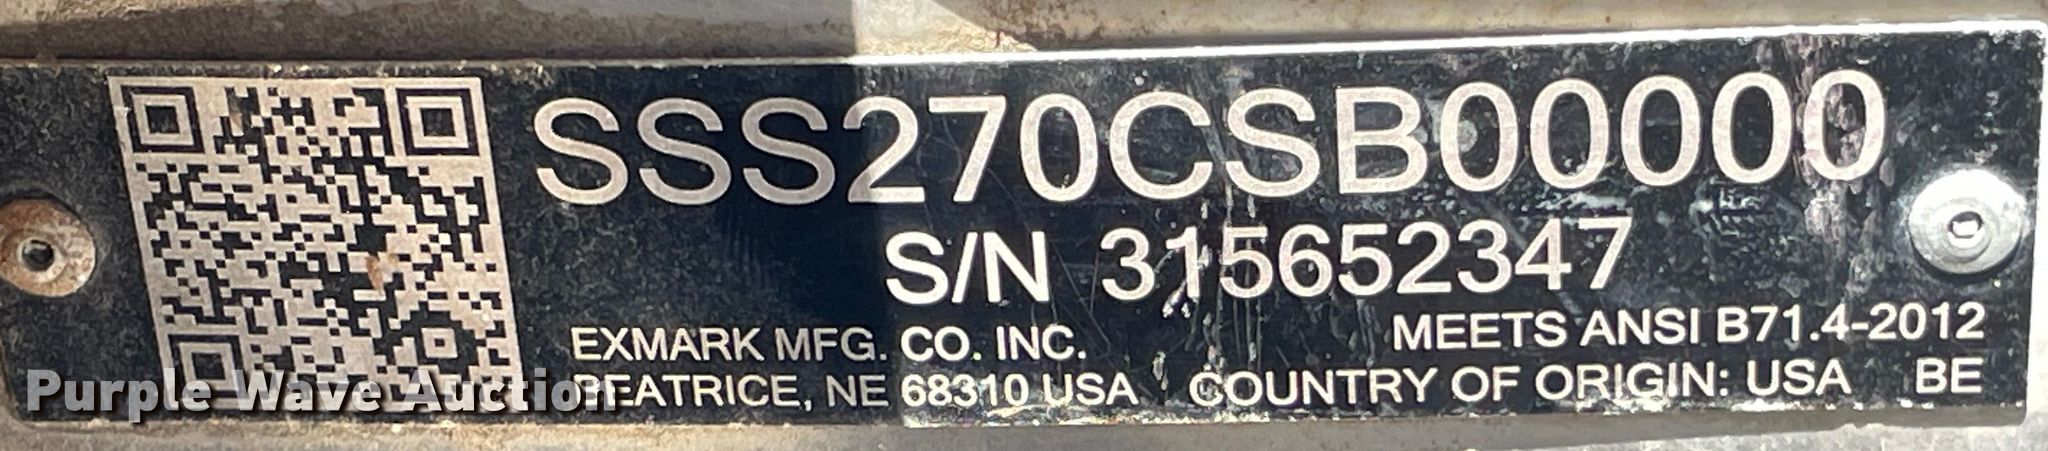 SSS270CSB00000
S/N 315652347
EXMARK MFG. CO. INC.
MEETS ANSI B71.4-2012
BEATRICE, NE 68310 USA
COUNTRY OF ORIGIN: USA BE
Purple Wave Auction